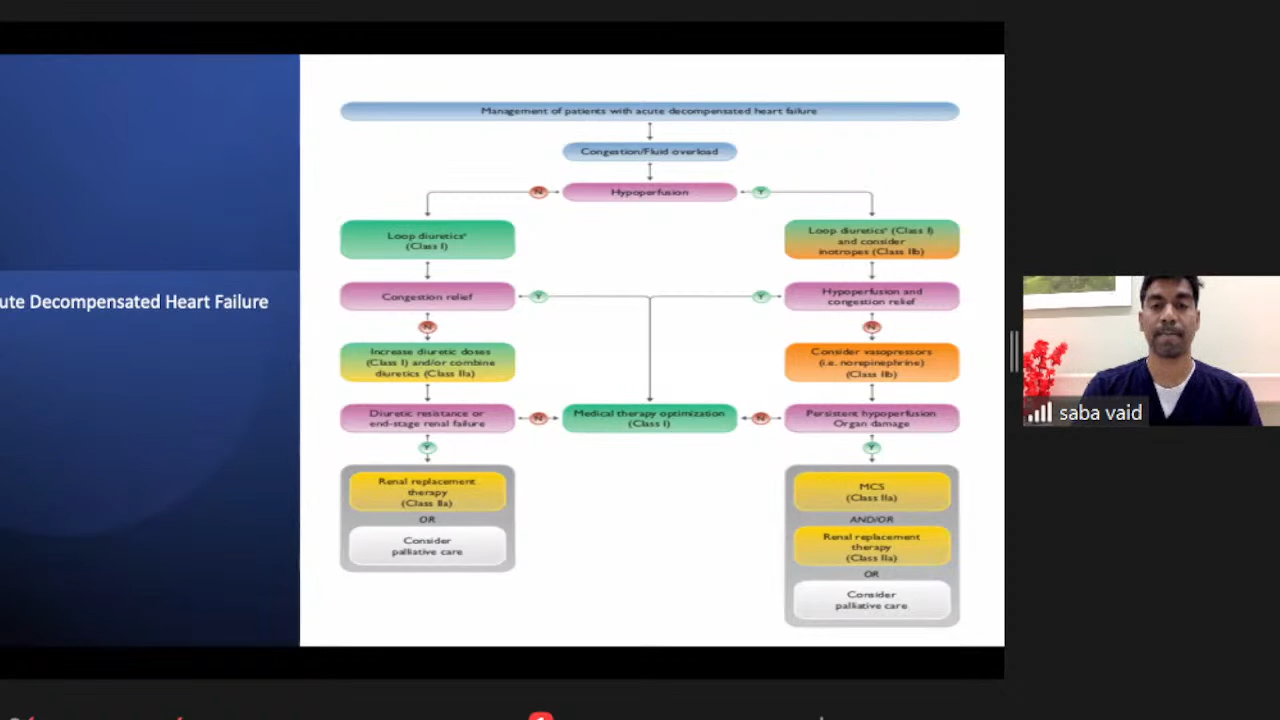 ute Decompensated Heart Failure
Management of patients with acute decompensated heart failure
Congestion/Fluid overload
N
Hypoperfusion
Y
Loop diureticsᵃ
(Class I)
Loop diureticsᵃ (Class I)
and consider
inotropes (Class IIb)
Congestion relief
Y
Y
Hypoperfusion and
congestion relief
N
N
Increase diuretic doses
(Class I) and/or combine
diuretics (Class IIa)
Consider vasopressors
(i.e. norepinephrine)
(Class IIb)
Diuretic resistance or
end-stage renal failure
N
Medical therapy optimization
(Class I)
N
Persistent hypoperfusion
Organ damage
Y
Y
Renal replacement
therapy
(Class IIa)
OR
Consider
palliative care
MCS
(Class IIa)
AND/OR
Renal replacement
therapy
(Class IIa)
OR
Consider
palliative care
saba vaid